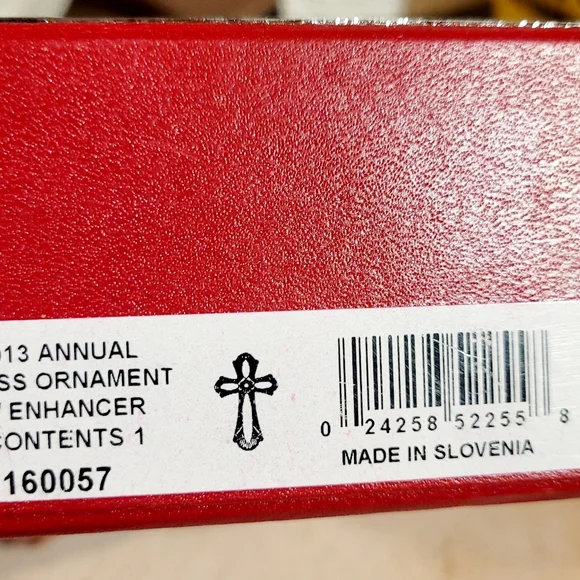 013 ANNUAL
SS ORNAMENT
ENHANCER
CONTENTS 1
160057
0 24258 52255 8
MADE IN SLOVENIA